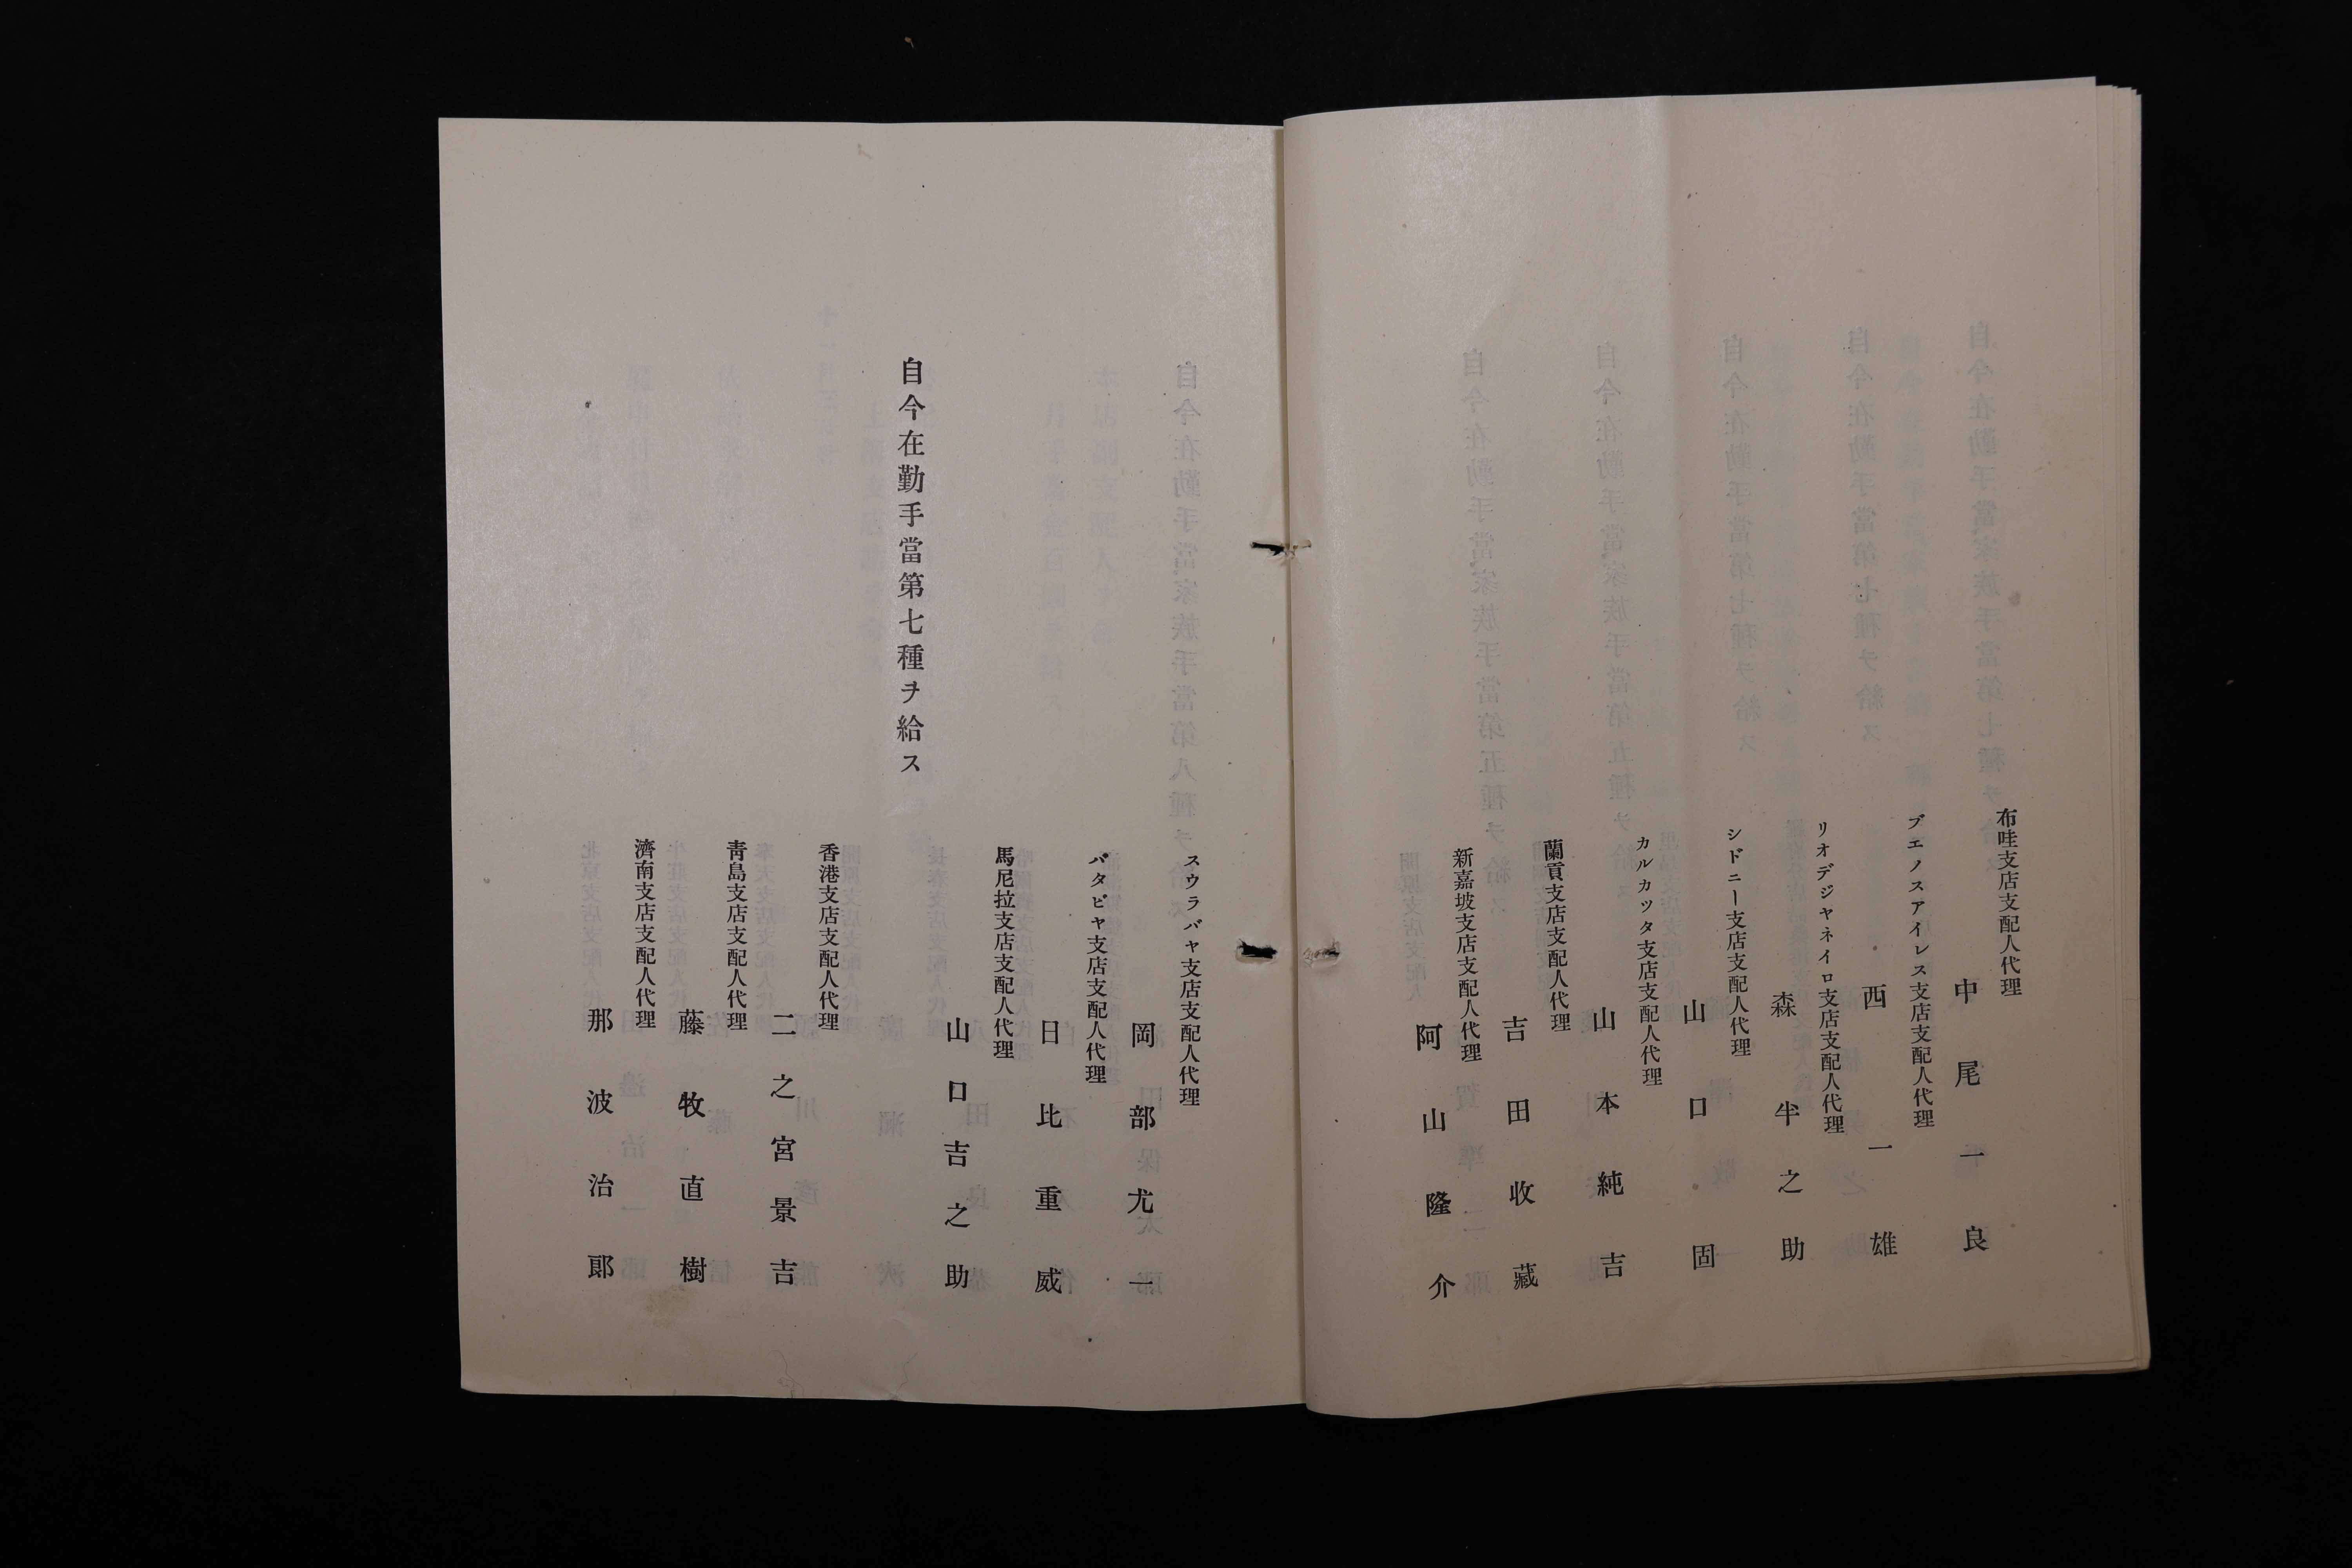 布哇支店支配人代理
中尾一良
ブエノスアイレス支店支配人代理
西一雄
リオデジヤネイロ支店支配人代理
森半之助
シドニー支店支配人代理
山口固
カルカツタ支店支配人代理
山本純吉
蘭貢支店支配人代理
吉田收藏
新嘉坡支店支配人代理
阿山隆介
スウラバヤ支店支配人代理
岡部尤一
バタビヤ支店支配人代理
日比重威
馬尼拉支店支配人代理
山口吉之助
自今在勤手當第七種ヲ給ス
香港支店支配人代理
二之宮景吉
青島支店支配人代理
藤牧直樹
濟南支店支配人代理
那波治郎